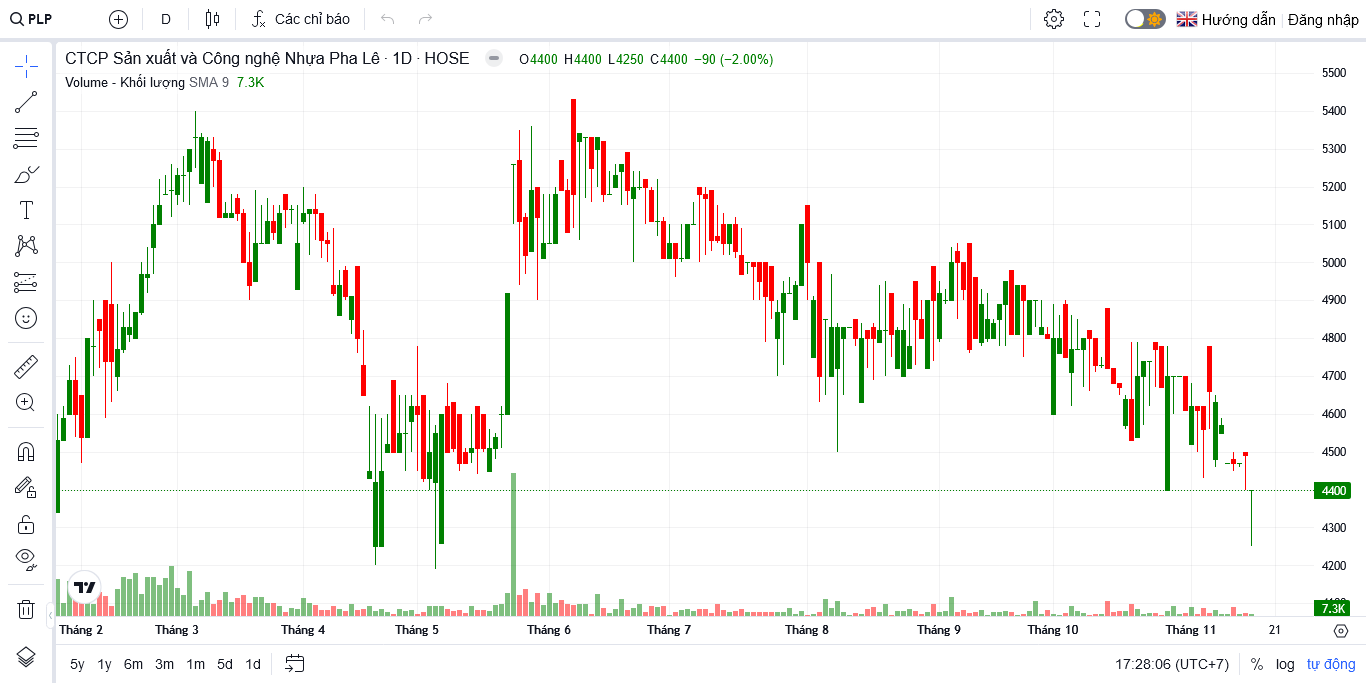 PLP D Các chỉ báo Hướng dẫn Đăng nhập
CTCP Sản xuất và Công nghệ Nhựa Pha Lê · 1D · HOSE O4400 H4400 L4250 C4400 −90 (−2.00%)
Volume - Khối lượng SMA 9 7.3K
5500
5400
5300
5200
5100
5000
4900
4800
4700
4600
4500
4400
4300
4200
7.3K
Tháng 2 Tháng 3 Tháng 4 Tháng 5 Tháng 6 Tháng 7 Tháng 8 Tháng 9 Tháng 10 Tháng 11 21
5y 1y 6m 3m 1m 5d 1d 17:28:06 (UTC+7) % log tự động